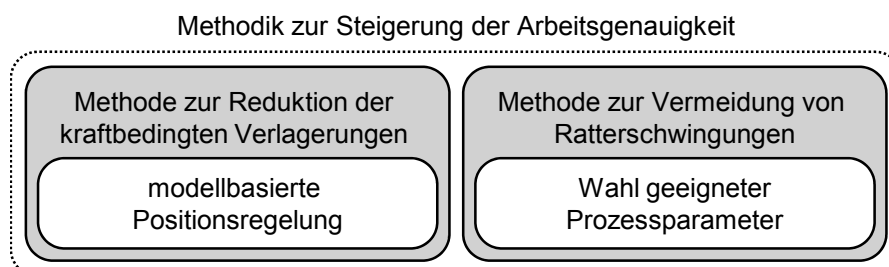 Methodik zur Steigerung der Arbeitsgenauigkeit
Methode zur Reduktion der
kraftbedingten Verlagerungen
modellbasierte
Positionsregelung
Methode zur Vermeidung von
Ratterschwingungen
Wahl geeigneter
Prozessparameter